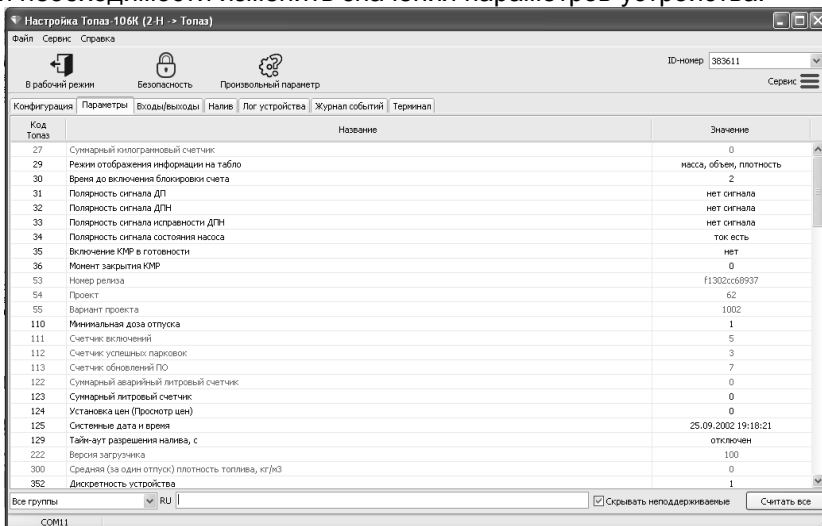 необходимости изменить значения параметров устройства.
Настройка Топаз-106К (2-Н -> Топаз)
Файл Сервис Справка
В рабочий режим Безопасность Произвольный параметр
ID-номер 383611
Сервис
Конфигурация Параметры Входы/выходы Налив Лог устройства Журнал событий Терминал
Код Топаз Название Значение
27 Суммарный килограммовый счетчик 0
29 Режим отображения информации на табло масса, объем, плотность
30 Время до включения блокировки счета 2
31 Полярность сигнала ДП нет сигнала
32 Полярность сигнала ДПН нет сигнала
33 Полярность сигнала исправности ДПН нет сигнала
34 Полярность сигнала состояния насоса ток есть
35 Включение КМР в готовности нет
36 Момент закрытия КМР 0
53 Номер релиза f1302cc68937
54 Проект 62
55 Вариант проекта 1002
110 Минимальная доза отпуска 1
111 Счетчик включений 5
112 Счетчик успешных парковок 3
113 Счетчик обновлений ПО 7
122 Суммарный аварийный литровый счетчик 0
123 Суммарный литровый счетчик 0
124 Установка цен (Просмотр цен) 0
125 Системные дата и время 25.09.2002 19:18:21
129 Тайм-аут разрешения налива, с отключен
222 Версия загрузчика 100
300 Средняя (за один отпуск) плотность топлива, кг/м3 0
352 Дискретность устройства 1
Все группы RU Скрывать неподдерживаемые Считать все
COM11